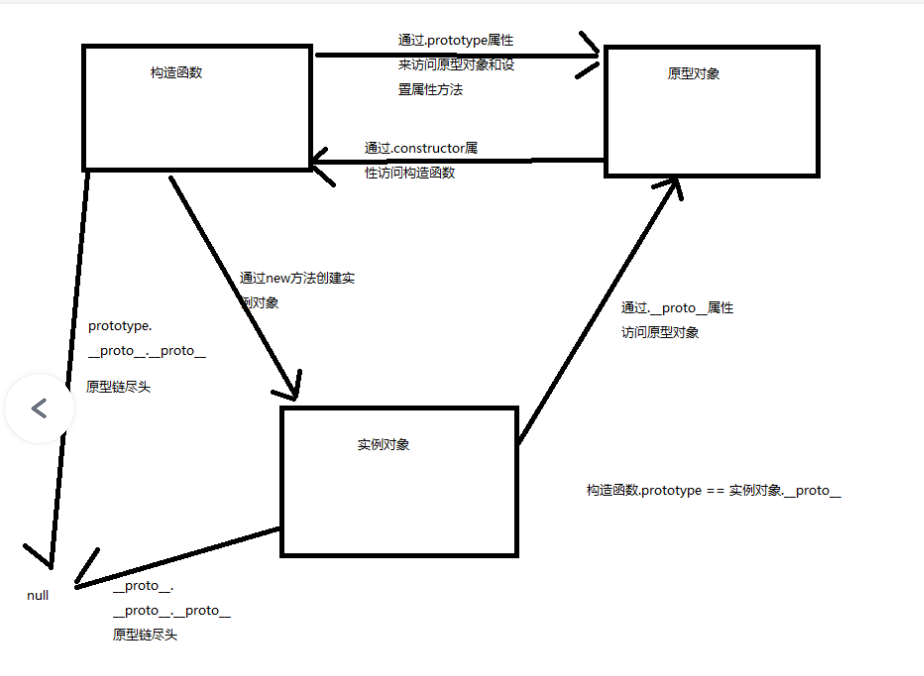 通过.prototype属性
来访问原型对象和设
置属性方法
构造函数
原型对象
通过.constructor属
性访问构造函数
通过new方法创建实
例对象
通过.__proto__属性
访问原型对象
prototype.
__proto__.__proto__
原型链尽头
实例对象
构造函数.prototype == 实例对象.__proto__
null
__proto__.
__proto__.__proto__
原型链尽头